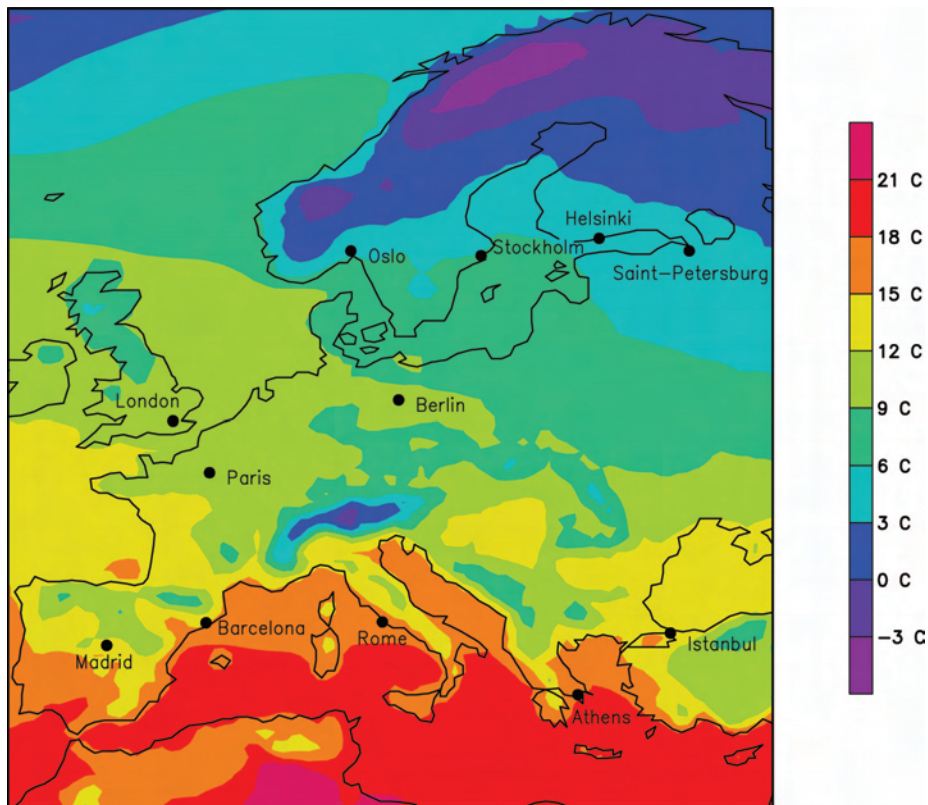 Helsinki
Oslo
Stockholm
Saint-Petersburg
London
Berlin
Paris
Barcelona
Rome
Istanbul
Madrid
Athens
21 C
18 C
15 C
12 C
9 C
6 C
3 C
0 C
-3 C